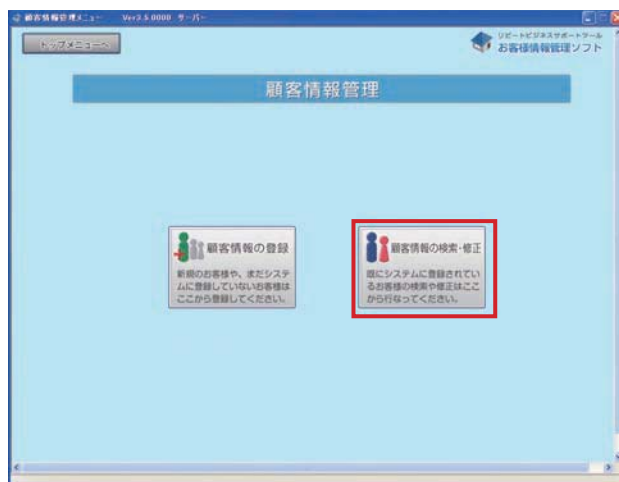 顧客情報管理メニュー Ver3.5.0000 サーバー
トップメニューへ
リピートビジネスサポートツール
お客様情報管理ソフト
顧客情報管理
顧客情報の登録
新規のお客様や、まだシステ
ムに登録していないお客様は
ここから登録してください。
顧客情報の検索・修正
既にシステムに登録されてい
るお客様の検索や修正はここ
から行なってください。